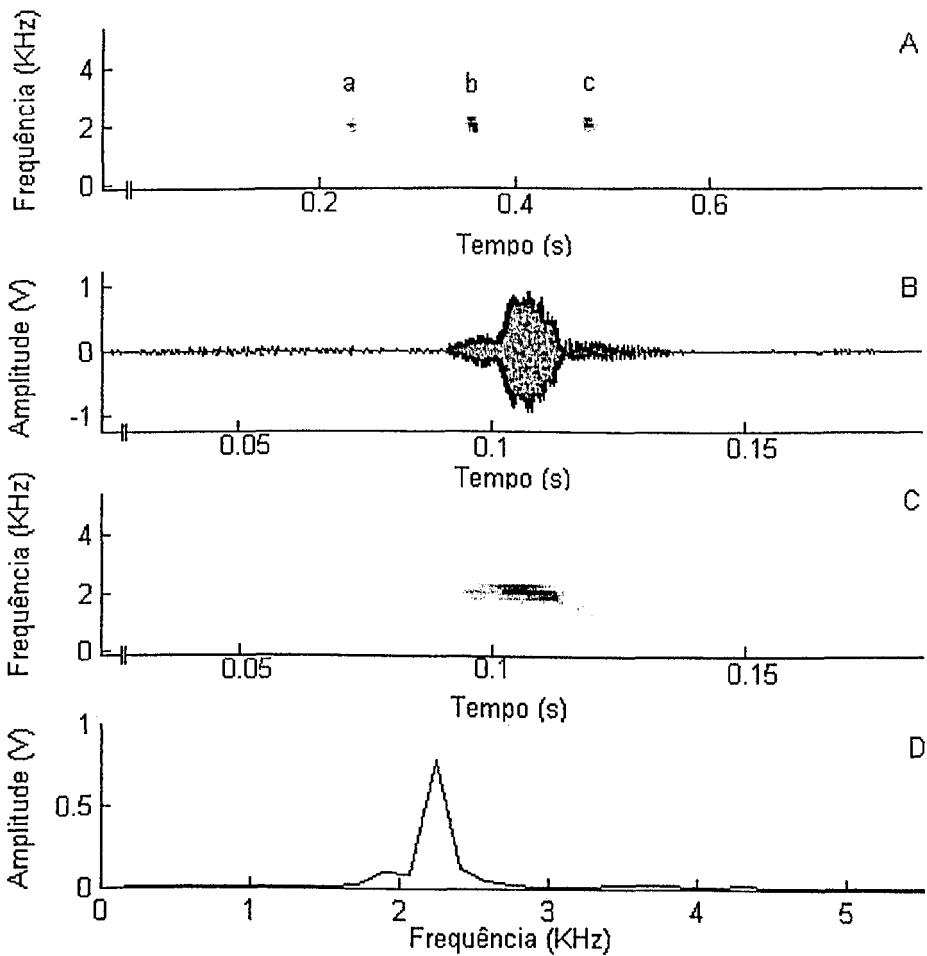 A
Frequência (KHz)
4
2
0
a b c
0.2 0.4 0.6
Tempo (s)
B
Amplitude (V)
1
0
-1
0.05 0.1 0.15
Tempo (s)
C
Frequência (KHz)
4
2
0
0.05 0.1 0.15
Tempo (s)
D
Amplitude (V)
1
0.5
0
0 1 2 3 4 5
Frequência (KHz)